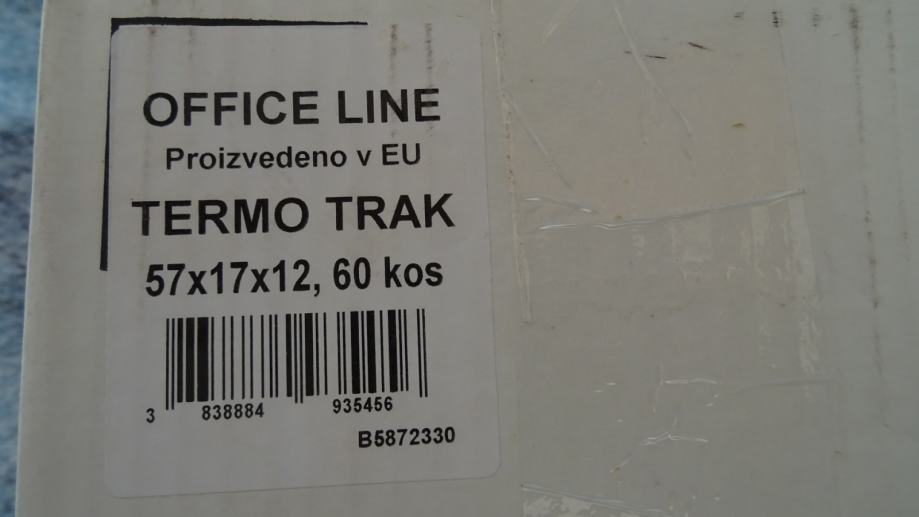 OFFICE LINE
Proizvedeno v EU
TERMO TRAK
57x17x12, 60 kos
3 838884 935456
B5872330